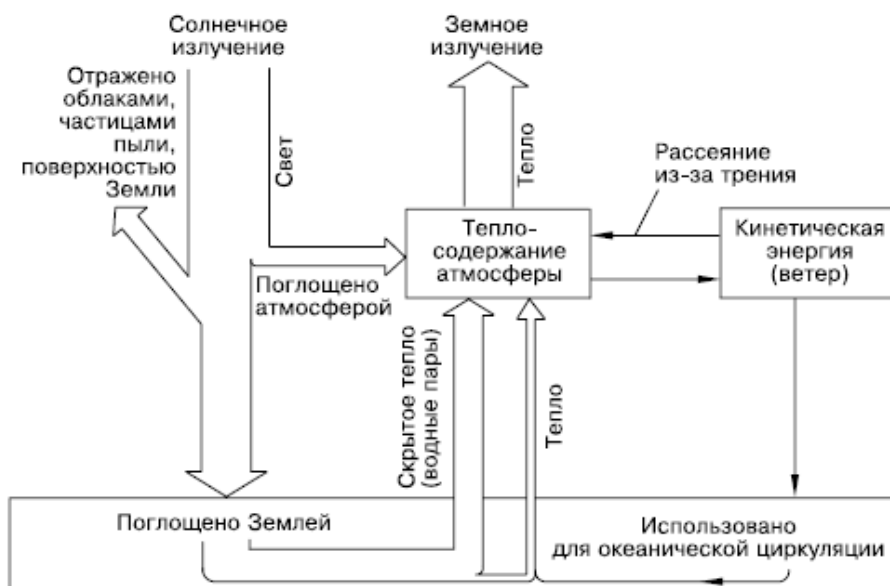 Солнечное
излучение
Земное
излучение
Отражено
облаками,
частицами
пыли,
поверхностью
Земли
Свет
Тепло
Рассеяние
из-за трения
Тепло-
содержание
атмосферы
Кинетическая
энергия
(ветер)
Поглощено
атмосферой
Скрытое тепло
(водные пары)
Тепло
Поглощено Землей
Использовано
для океанической циркуляции